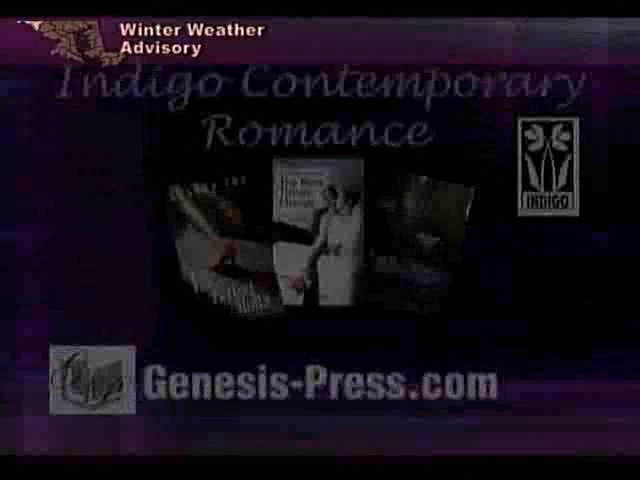 Winter Weather
Advisory
Indigo Contemporary
Romance
INDIGO
Genesis-Press.com